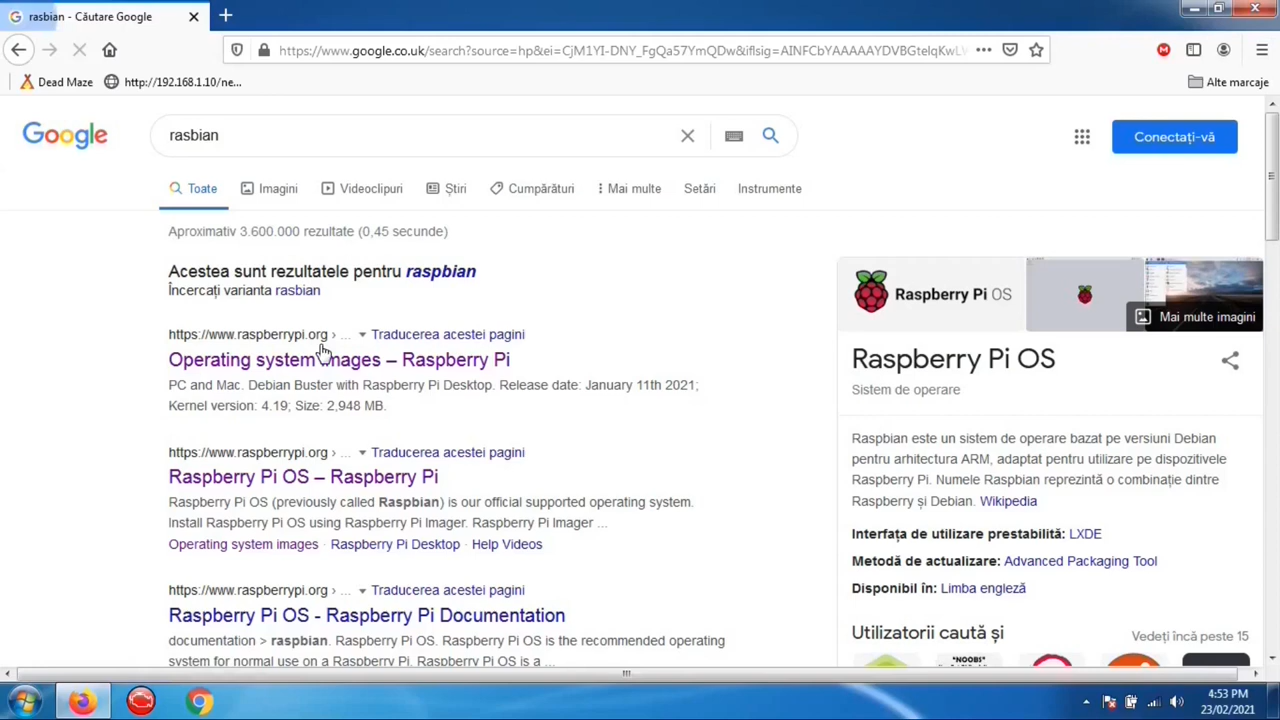 rasbian - Căutare Google
https://www.google.co.uk/search?source=hp&ei=CjM1YI-DNY_FgQa57YmQDw&iflsig=AINFCbYAAAAAYDVBGtelqKwL
Dead Maze
http://192.168.1.10/ne...
Alte marcaje
Google
rasbian
Conectați-vă
Toate
Imagini
Videoclipuri
Știri
Cumpărături
Mai multe
Setări
Instrumente
Aproximativ 3.600.000 rezultate (0,45 secunde)
Acestea sunt rezultatele pentru raspbian
Încercați varianta rasbian
https://www.raspberrypi.org › ... Traducerea acestei pagini
Operating system images – Raspberry Pi
PC and Mac. Debian Buster with Raspberry Pi Desktop. Release date: January 11th 2021;
Kernel version: 4.19; Size: 2,948 MB.
https://www.raspberrypi.org › ... Traducerea acestei pagini
Raspberry Pi OS – Raspberry Pi
Raspberry Pi OS (previously called Raspbian) is our official supported operating system.
Install Raspberry Pi OS using Raspberry Pi Imager. Raspberry Pi Imager ...
Operating system images · Raspberry Pi Desktop · Help Videos
https://www.raspberrypi.org › ... Traducerea acestei pagini
Raspberry Pi OS - Raspberry Pi Documentation
documentation > raspbian. Raspberry Pi OS. Raspberry Pi OS is the recommended operating
system for normal use on a Raspberry Pi. Raspberry Pi OS is a ...
Raspberry Pi OS
Mai multe imagini
Raspberry Pi OS
Sistem de operare
Raspbian este un sistem de operare bazat pe versiuni Debian
pentru arhitectura ARM, adaptat pentru utilizare pe dispozitivele
Raspberry Pi. Numele Raspbian reprezintă o combinație dintre
Raspberry și Debian. Wikipedia
Interfața de utilizare prestabilită: LXDE
Metodă de actualizare: Advanced Packaging Tool
Disponibil în: Limba engleză
Utilizatorii caută și
Vedeți încă peste 15
"NOOBS"
4:53 PM
23/02/2021